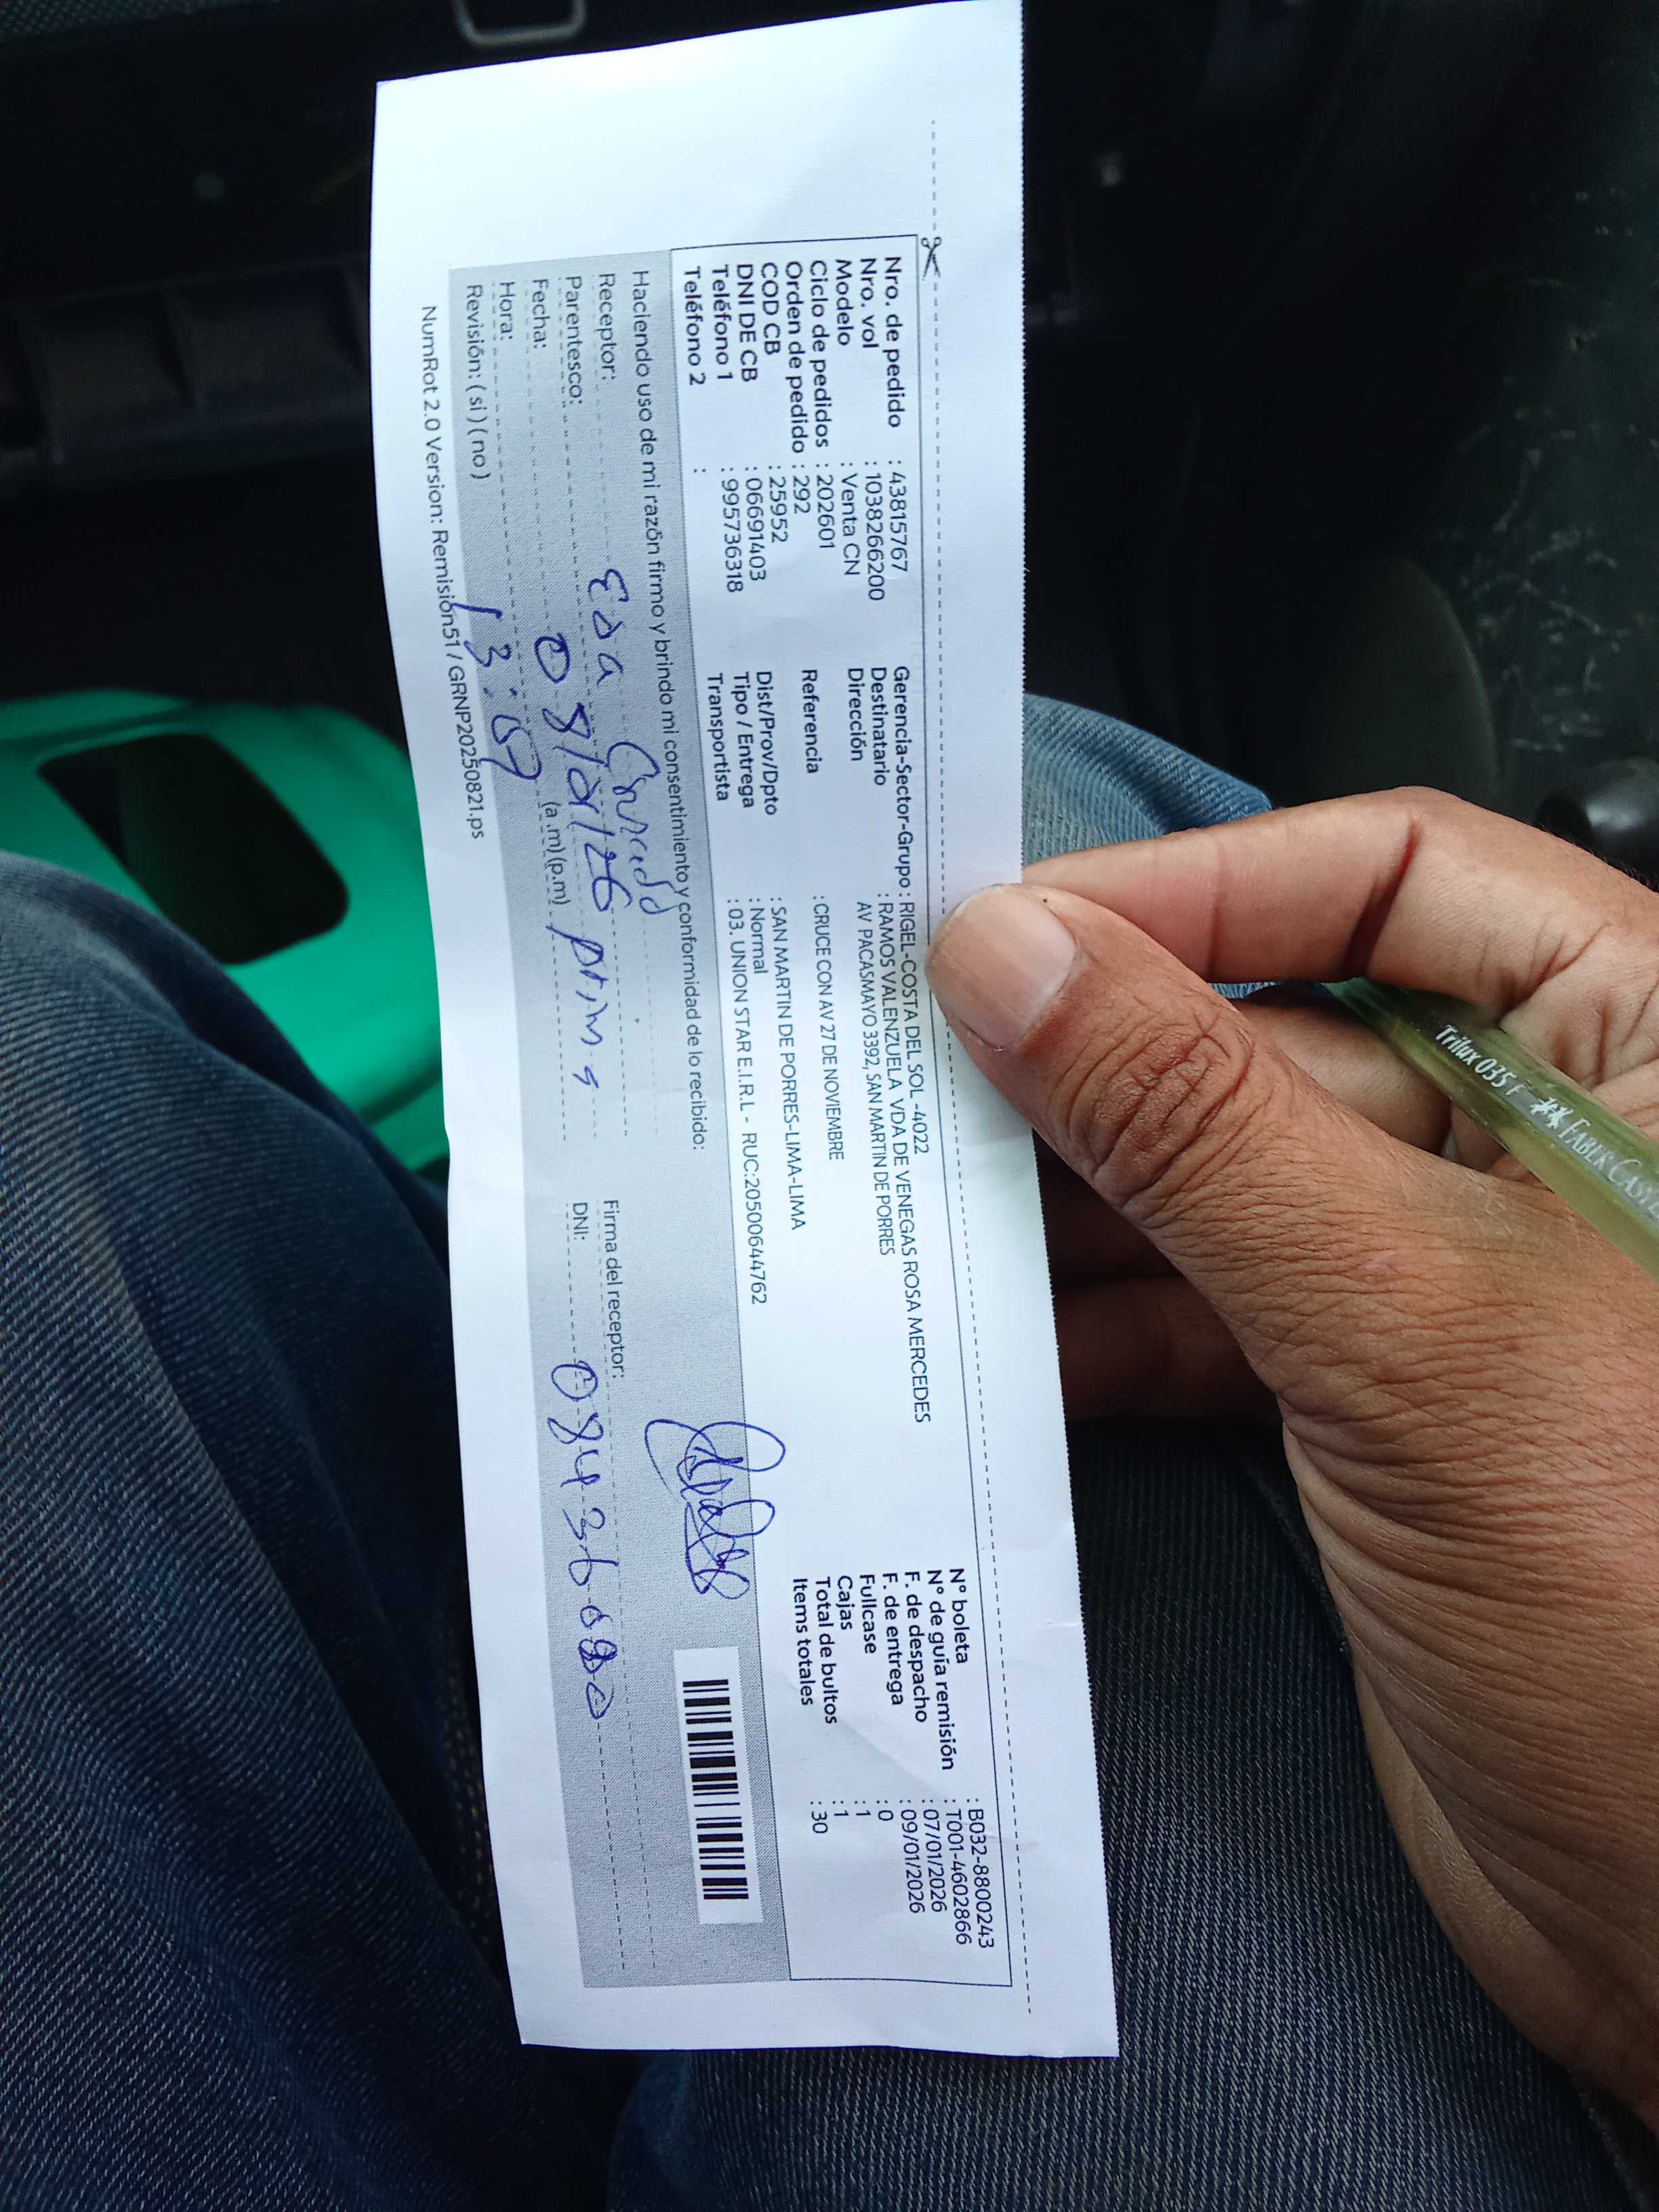 Nro. de pedido : 43815767
Nro. vol : 1038266200
Modelo : Venta CN
Ciclo de pedidos : 202601
Orden de pedido : 292
COD CB : 25952
DNI DE CB : 06691403
Teléfono 1 : 995736318
Teléfono 2 :
Gerencia-Sector-Grupo : RIGEL-COSTA DEL SOL -4022
Destinatario : RAMOS VALENZUELA VDA DE VENEGAS ROSA MERCEDES
Dirección AV PACASMAYO 3392, SAN MARTIN DE PORRES
Referencia : CRUCE CON AV 27 DE NOVIEMBRE
Dist/Prov/Dpto : SAN MARTIN DE PORRES-LIMA-LIMA
Tipo / Entrega : Normal
Transportista : 03. UNION STAR E.I.R.L - RUC:20500644762
N° boleta : B032-8800243
N° de guía remisión : T001-4602866
F. de despacho : 07/01/2026
F. de entrega : 09/01/2026
Fullcase : 0
Cajas : 1
Total de bultos : 1
Items totales : 30
Haciendo uso de mi razón firmo y brindo mi consentimiento y conformidad de lo recibido:
Receptor: Eda
Parentesco: prima
Fecha: 08/01/26
Hora: 13:59 (a.m) (p.m)
Revisión: ( si ) ( no )
Firma del receptor:
DNI:
NumRot 2.0 Version: Remisión51 / GRNP20250821.ps
Trilux 035 F FABER-CASTE